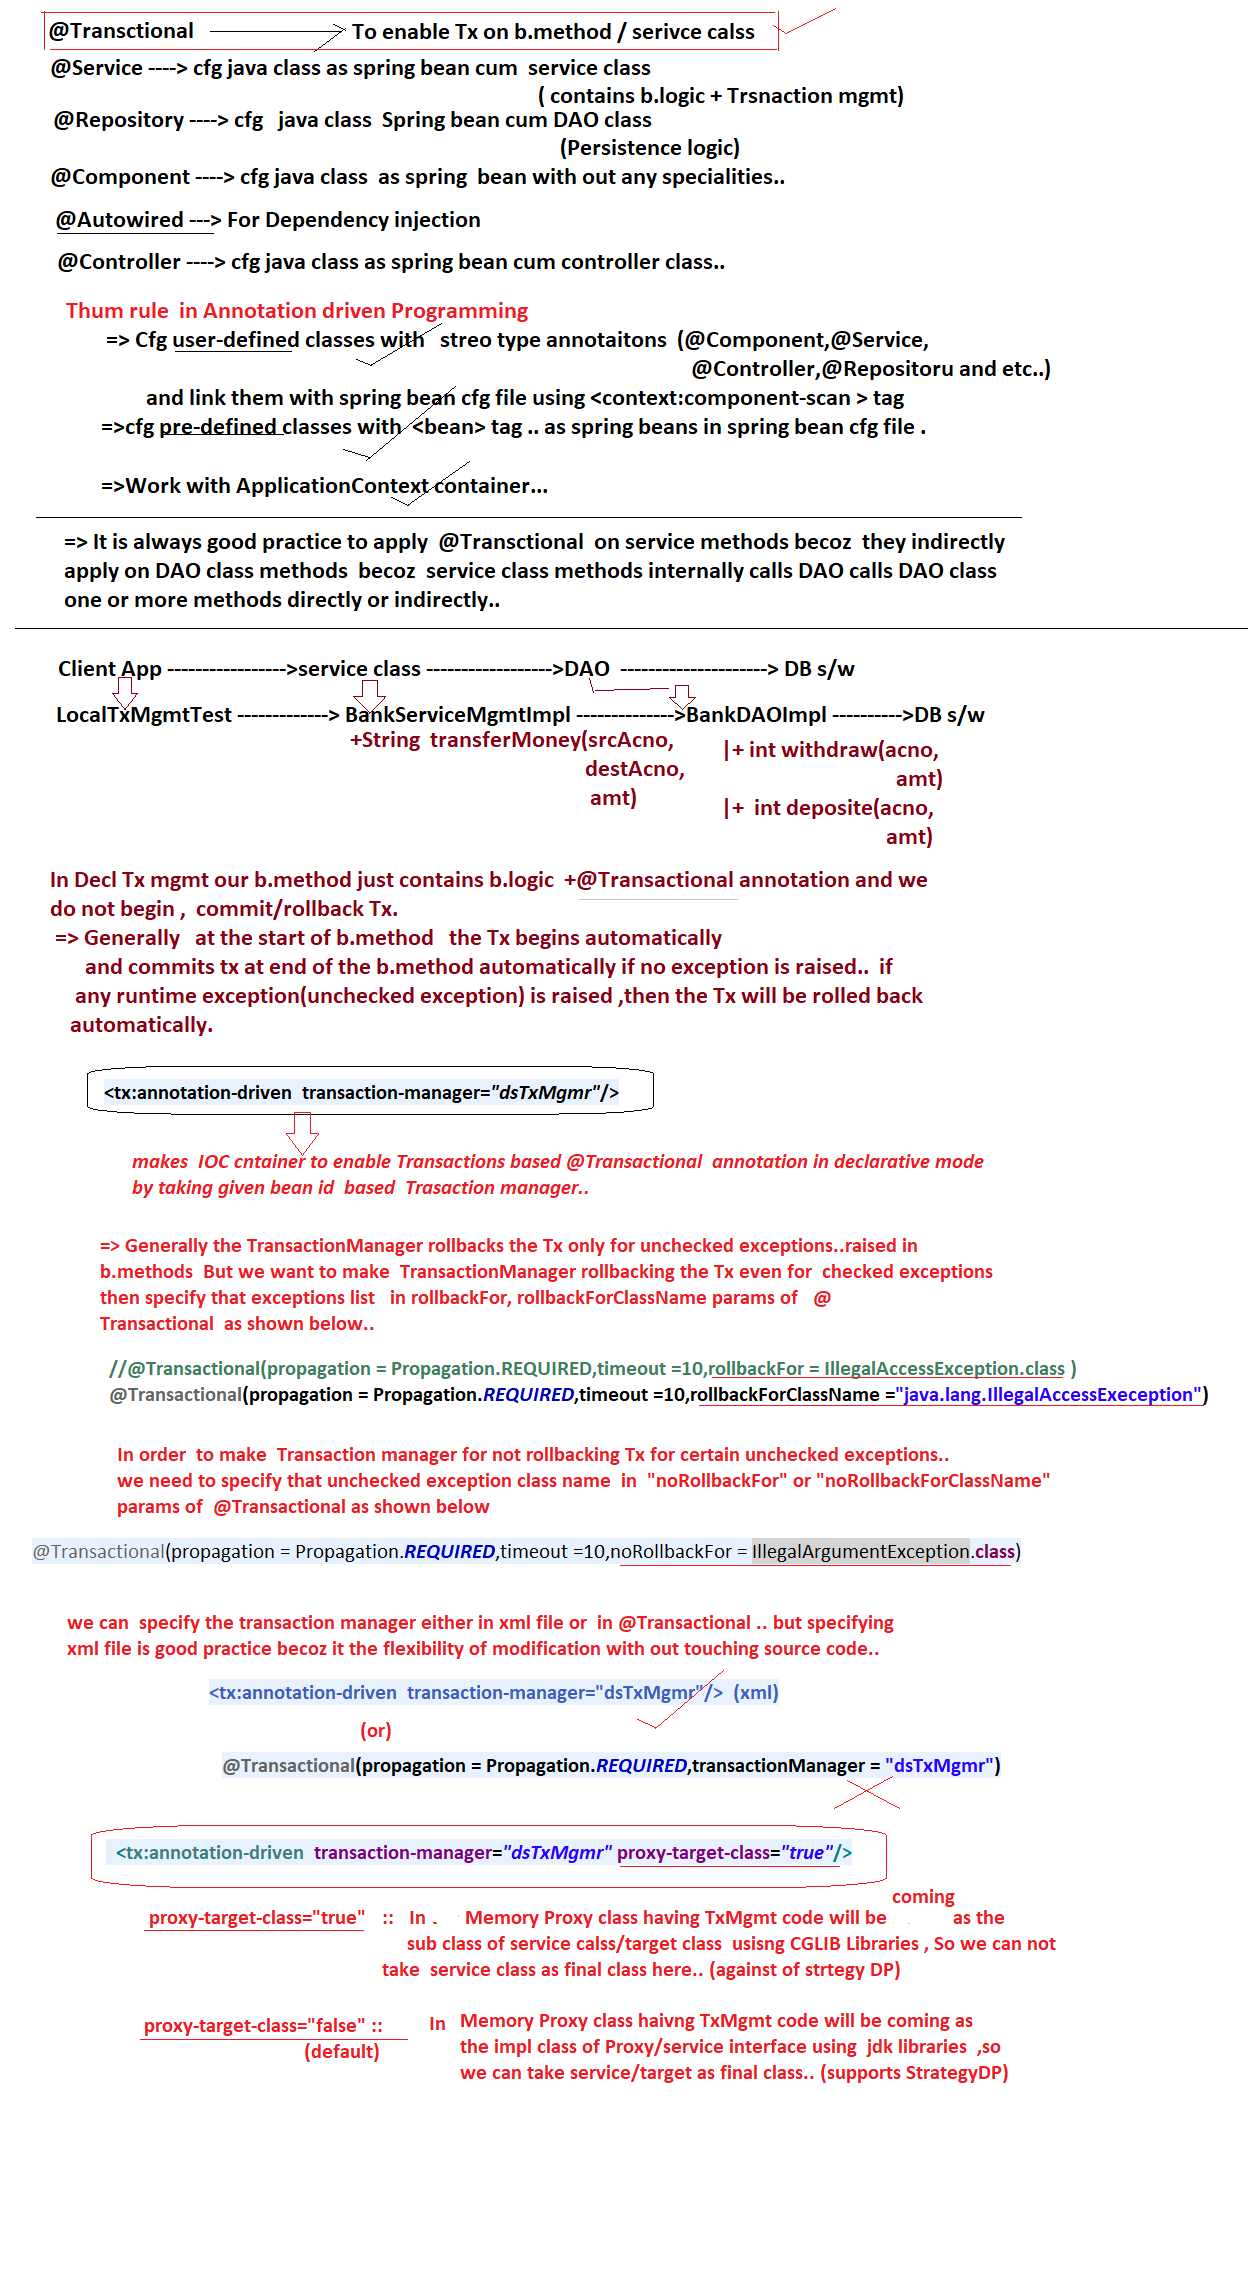 @Transctional ----------> To enable Tx on b.method / serivce calss
@Service ----> cfg java class as spring bean cum  service class
( contains b.logic + Trsnaction mgmt)
@Repository ----> cfg   java class  Spring bean cum DAO class
(Persistence logic)
@Component ----> cfg java class  as spring  bean with out any specialities..
@Autowired ---> For Dependency injection
@Controller ----> cfg java class as spring bean cum controller class..
Thum rule  in Annotation driven Programming
=> Cfg user-defined classes with   streo type annotaitons  (@Component,@Service,
@Controller,@Repositoru and etc..)
and link them with spring bean cfg file using <context:component-scan > tag
=>cfg pre-defined classes with  <bean> tag .. as spring beans in spring bean cfg file .
=>Work with ApplicationContext container...
=> It is always good practice to apply  @Transctional  on service methods becoz  they indirectly
apply on DAO class methods  becoz  service class methods internally calls DAO calls DAO class
one or more methods directly or indirectly..
Client App ----------------->service class ------------------>DAO  ---------------------> DB s/w
LocalTxMgmtTest -------------> BankServiceMgmtImpl -------------->BankDAOImpl ---------->DB s/w
+String  transferMoney(srcAcno,
destAcno,
amt)
|+ int withdraw(acno,
amt)
|+  int deposite(acno,
amt)
In Decl Tx mgmt our b.method just contains b.logic  +@Transactional annotation and we
do not begin ,  commit/rollback Tx.
=> Generally   at the start of b.method   the Tx begins automatically
and commits tx at end of the b.method automatically if no exception is raised..  if
any runtime exception(unchecked exception) is raised ,then the Tx will be rolled back
automatically.
<tx:annotation-driven  transaction-manager="dsTxMgmr"/>
makes  IOC cntainer to enable Transactions based @Transactional  annotation in declarative mode
by taking given bean id  based  Trasaction manager..
=> Generally the TransactionManager rollbacks the Tx only for unchecked exceptions..raised in
b.methods  But we want to make  TransactionManager rollbacking the Tx even for  checked exceptions
then specify that exceptions list   in rollbackFor, rollbackForClassName params of   @
Transactional  as shown below..
//@Transactional(propagation = Propagation.REQUIRED,timeout =10,rollbackFor = IllegalAccessException.class )
@Transactional(propagation = Propagation.REQUIRED,timeout =10,rollbackForClassName ="java.lang.IllegalAccessExeception")
In order  to make  Transaction manager for not rollbacking Tx for certain unchecked exceptions..
we need to specify that unchecked exception class name  in  "noRollbackFor" or "noRollbackForClassName"
params of  @Transactional as shown below
@Transactional(propagation = Propagation.REQUIRED,timeout =10,noRollbackFor = IllegalArgumentException.class)
we can  specify the transaction manager either in xml file or  in @Transactional .. but specifying
xml file is good practice becoz it the flexibility of modification with out touching source code..
<tx:annotation-driven  transaction-manager="dsTxMgmr"/>  (xml)
(or)
@Transactional(propagation = Propagation.REQUIRED,transactionManager = "dsTxMgmr")
<tx:annotation-driven  transaction-manager="dsTxMgmr" proxy-target-class="true"/>
coming
proxy-target-class="true"   ::   In   Memory Proxy class having TxMgmt code will be   as the
sub class of service calss/target class  usisng CGLIB Libraries , So we can not
take  service class as final class here.. (against of strtegy DP)
proxy-target-class="false" ::   In   Memory Proxy class haivng TxMgmt code will be coming as
(default)   the impl class of Proxy/service interface using  jdk libraries  ,so
we can take service/target as final class.. (supports StrategyDP)